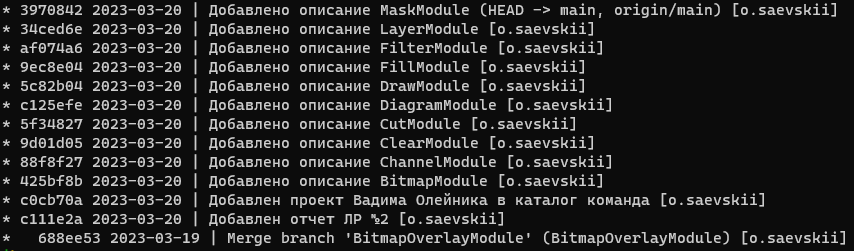 * 3970842 2023-03-20 | Добавлено описание MaskModule (HEAD -> main, origin/main) [o.saevskii]
* 34ced6e 2023-03-20 | Добавлено описание LayerModule [o.saevskii]
* af074a6 2023-03-20 | Добавлено описание FilterModule [o.saevskii]
* 9ec8e04 2023-03-20 | Добавлено описание FillModule [o.saevskii]
* 5c82b04 2023-03-20 | Добавлено описание DrawModule [o.saevskii]
* c125efe 2023-03-20 | Добавлено описание DiagramModule [o.saevskii]
* 5f34827 2023-03-20 | Добавлено описание CutModule [o.saevskii]
* 9d01d05 2023-03-20 | Добавлено описание ClearModule [o.saevskii]
* 88f8f27 2023-03-20 | Добавлено описание ChannelModule [o.saevskii]
* 425bf8b 2023-03-20 | Добавлено описание BitmapModule [o.saevskii]
* c0cb70a 2023-03-20 | Добавлен проект Вадима Олейника в каталог команда [o.saevskii]
* c111e2a 2023-03-20 | Добавлен отчет ЛР №2 [o.saevskii]
*   688ee53 2023-03-19 | Merge branch 'BitmapOverlayModule' (BitmapOverlayModule) [o.saevskii]